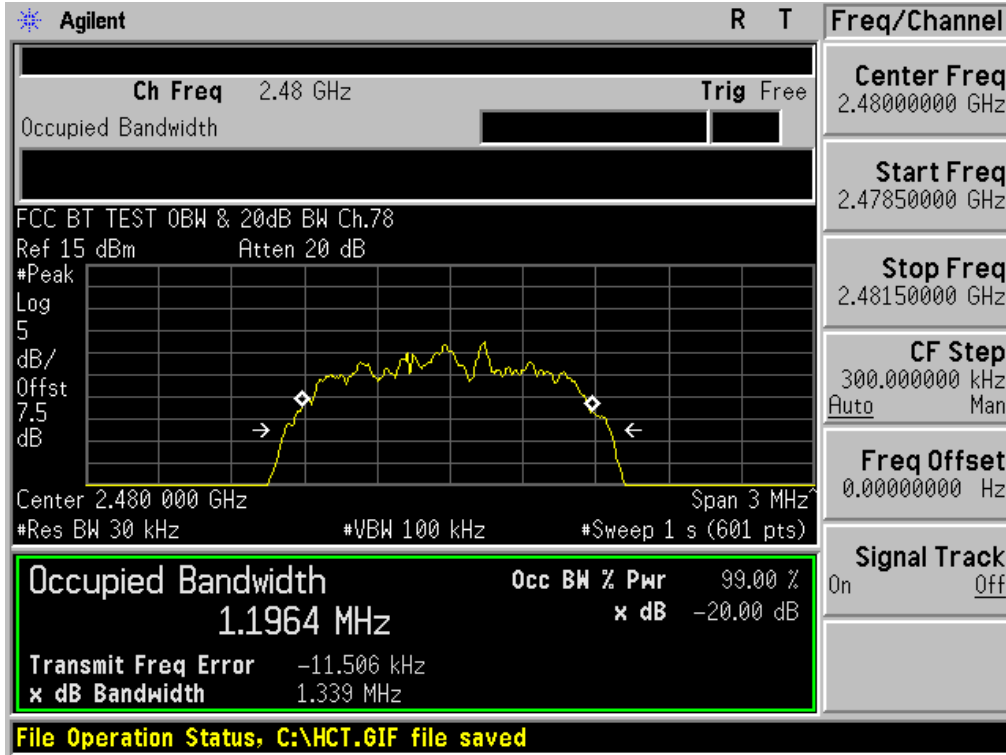 Agilent R T
Ch Freq 2.48 GHz Trig Free
Occupied Bandwidth
FCC BT TEST OBW & 20dB BW Ch.78
Ref 15 dBm Atten 20 dB
#Peak
Log
5
dB/
Offst
7.5
dB
Center 2.480 000 GHz Span 3 MHz^
#Res BW 30 kHz #VBW 100 kHz #Sweep 1 s (601 pts)
Occupied Bandwidth Occ BW % Pwr 99.00 %
1.1964 MHz x dB -20.00 dB
Transmit Freq Error -11.506 kHz
x dB Bandwidth 1.339 MHz
File Operation Status, C:\HCT.GIF file saved
Freq/Channel
Center Freq
2.48000000 GHz
Start Freq
2.47850000 GHz
Stop Freq
2.48150000 GHz
CF Step
300.000000 kHz
Auto Man
Freq Offset
0.00000000 Hz
Signal Track
On Off